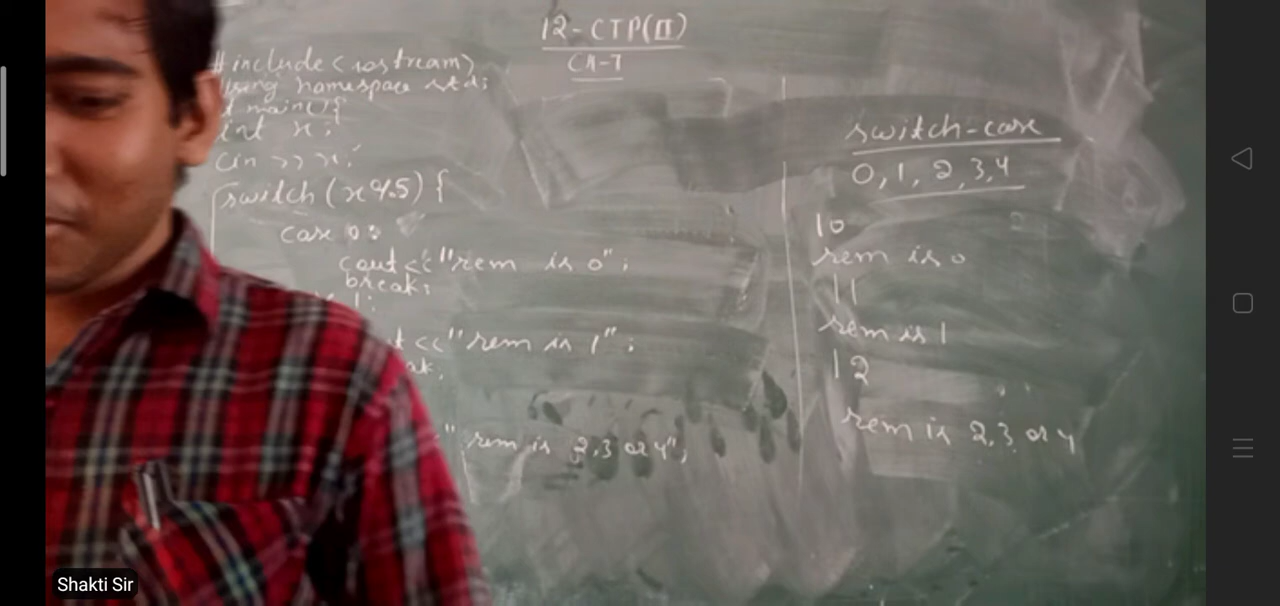 12-CTP(II)
CA-7
#include <iostream>
using namespace std;
main() {
int x;
cin >> x;
switch (x%5) {
case 0:
cout << "rem is 0";
break;
1:
<< "rem is 1";
ak;
" rem is 2,3 or 4";
switch-case
0, 1, 2, 3, 4
10
rem is 0
11
rem is 1
12
rem is 2,3 or 4
Shakti Sir